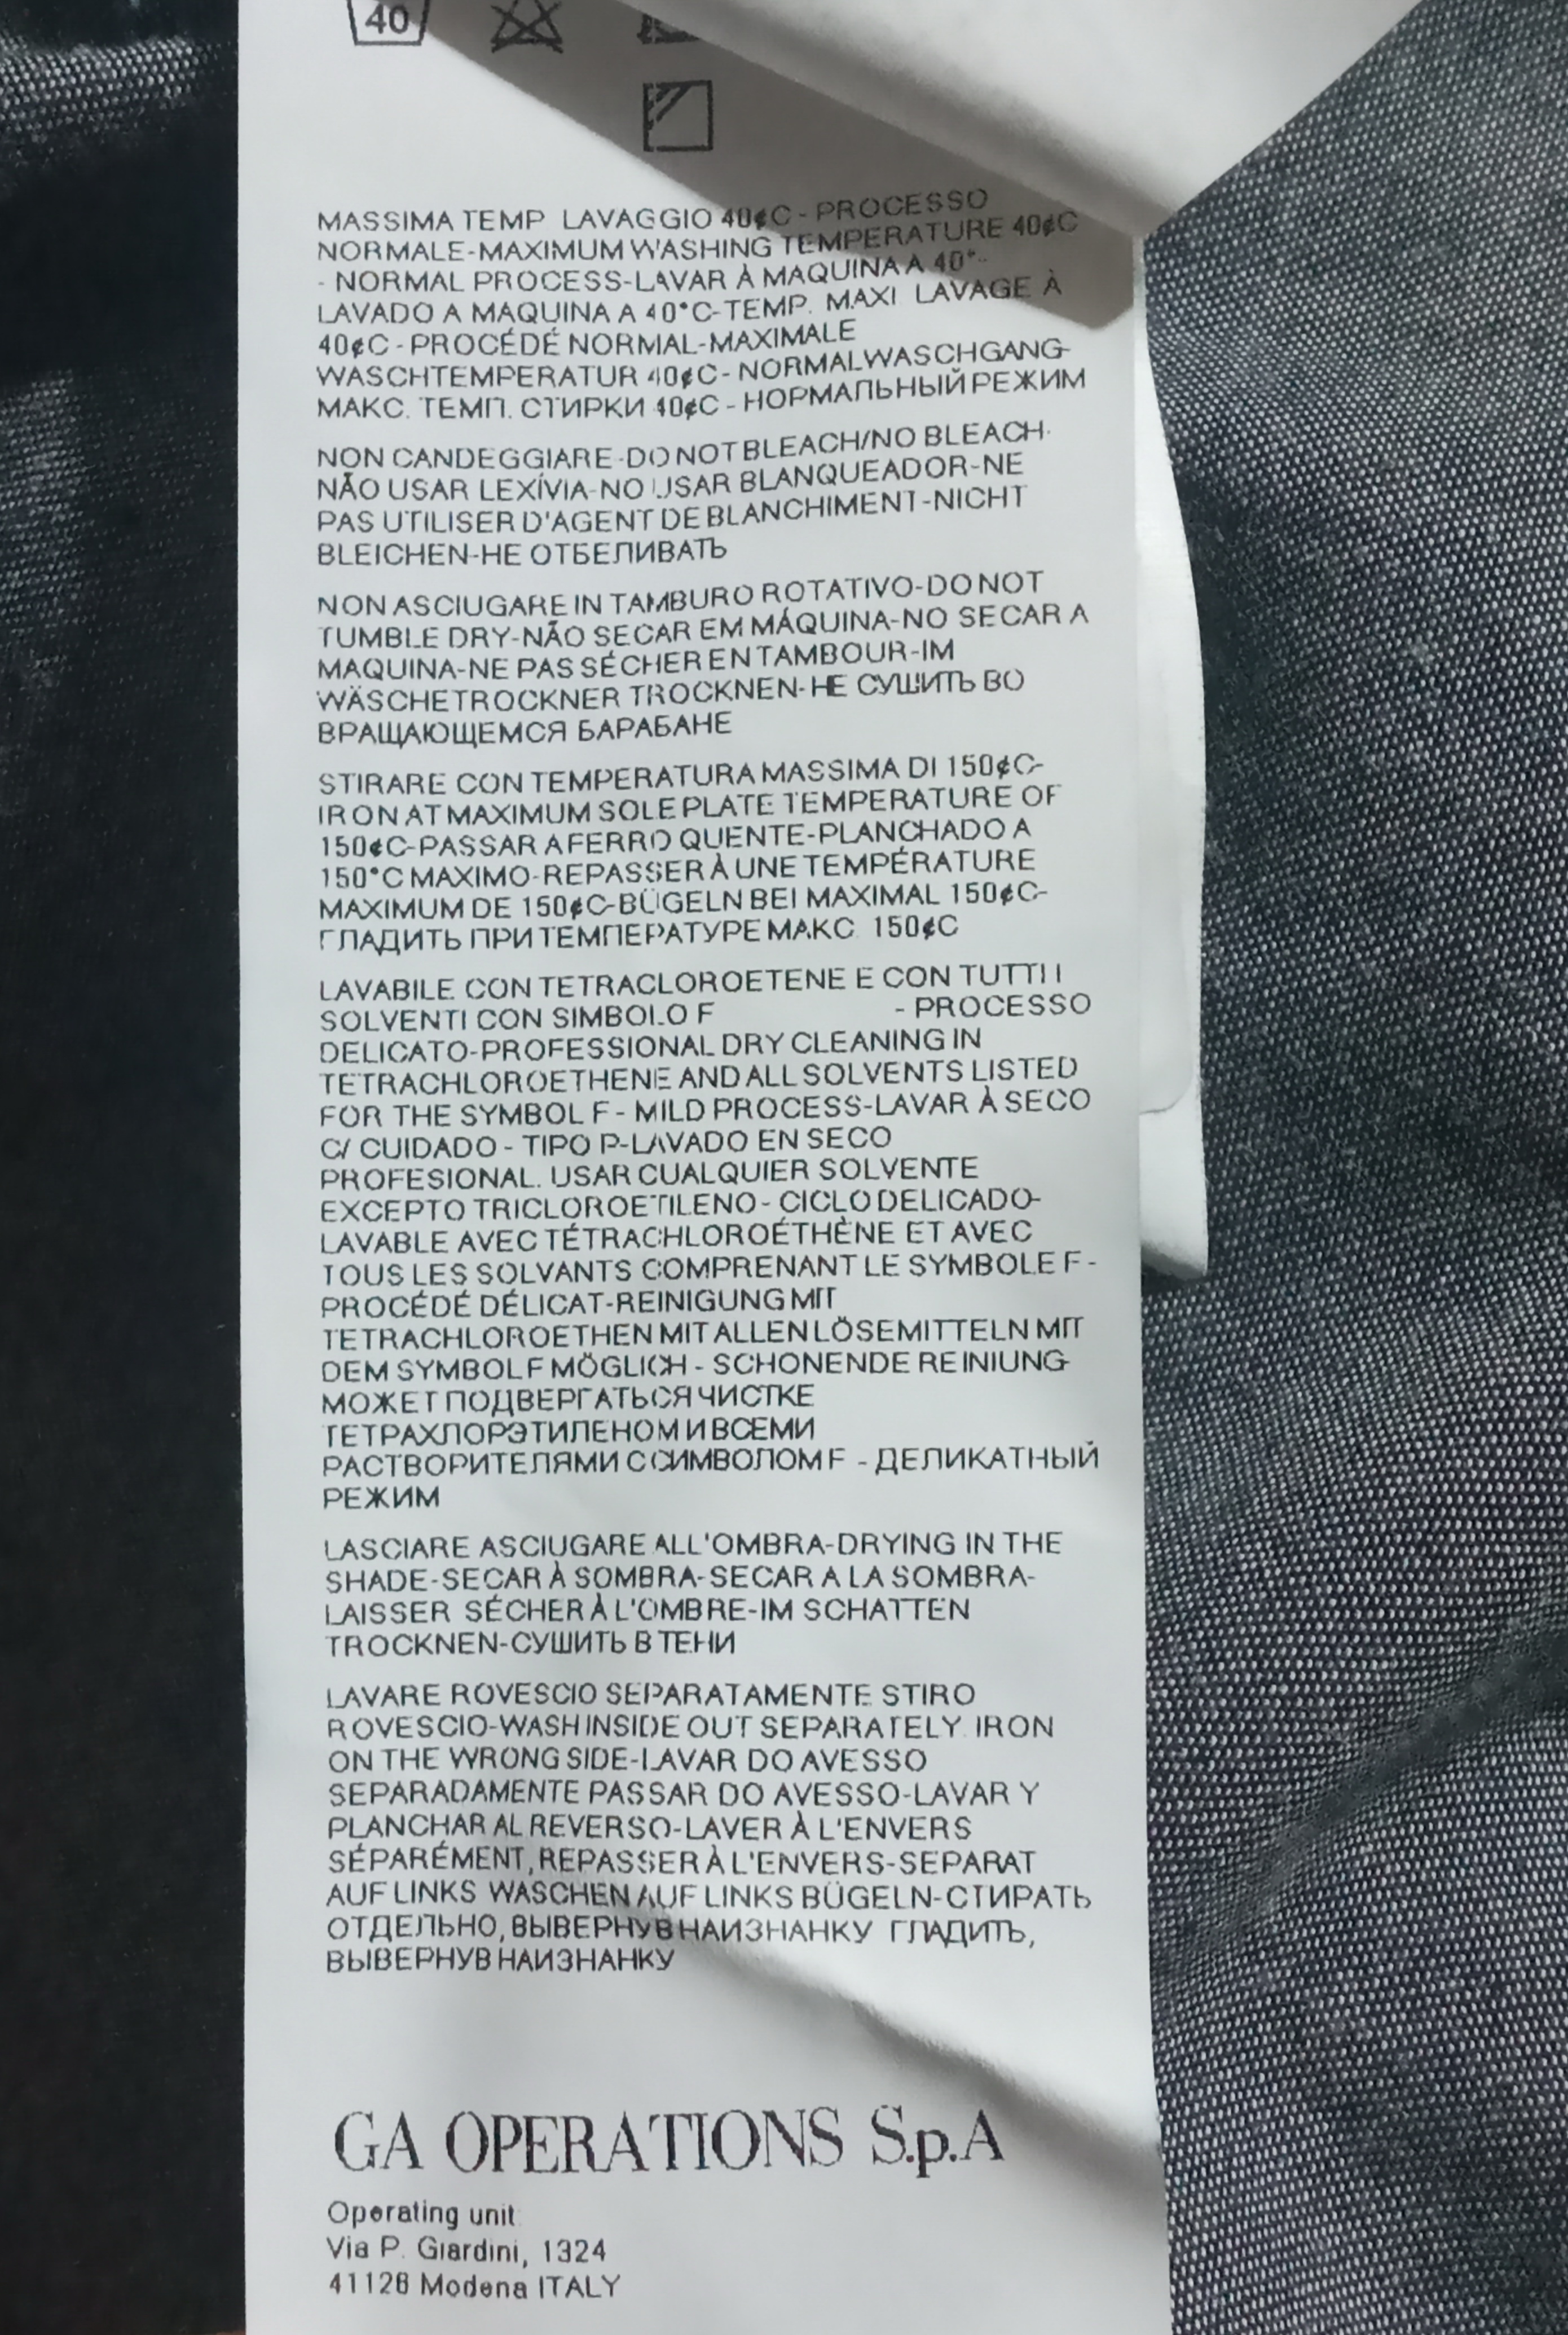 40
MASSIMA TEMP LAVAGGIO 40¢C - PROCESSO
NORMALE-MAXIMUM WASHING TEMPERATURE 40¢C
- NORMAL PROCESS-LAVAR À MAQUINA A 40°-
LAVADO A MAQUINA A 40°C-TEMP. MAXI LAVAGE À
40¢C - PROCÉDÉ NORMAL-MAXIMALE
WASCHTEMPERATUR 40¢C - NORMALWASCHGANG-
МАКС. ТЕМП. СТИРКИ 40¢C - НОРМАЛЬНЫЙ РЕЖИМ
NON CANDEGGIARE-DO NOT BLEACH/NO BLEACH-
NÃO USAR LEXÍVIA-NO USAR BLANQUEADOR-NE
PAS UTILISER D'AGENT DE BLANCHIMENT-NICHT
BLEICHEN-НЕ ОТБЕЛИВАТЬ
NON ASCIUGARE IN TAMBURO ROTATIVO-DO NOT
TUMBLE DRY-NÃO SECAR EM MÁQUINA-NO SECAR A
MAQUINA-NE PAS SÉCHER EN TAMBOUR-IM
WÄSCHETROCKNER TROCKNEN-НЕ СУШИТЬ ВО
ВРАЩАЮЩЕМСЯ БАРАБАНЕ
STIRARE CON TEMPERATURA MASSIMA DI 150¢C-
IRON AT MAXIMUM SOLE PLATE TEMPERATURE OF
150¢C-PASSAR A FERRO QUENTE-PLANCHADO A
150°C MAXIMO-REPASSER À UNE TEMPÉRATURE
MAXIMUM DE 150¢C-BÜGELN BEI MAXIMAL 150¢C-
ГЛАДИТЬ ПРИ ТЕМПЕРАТУРЕ МАКС 150¢C
LAVABILE CON TETRACLOROETENE E CON TUTTI I
SOLVENTI CON SIMBOLO F - PROCESSO
DELICATO-PROFESSIONAL DRY CLEANING IN
TETRACHLOROETHENE AND ALL SOLVENTS LISTED
FOR THE SYMBOL F - MILD PROCESS-LAVAR À SECO
C/ CUIDADO - TIPO P-LAVADO EN SECO
PROFESIONAL. USAR CUALQUIER SOLVENTE
EXCEPTO TRICLOROETILENO - CICLO DELICADO-
LAVABLE AVEC TÉTRACHLOROÉTHÈNE ET AVEC
TOUS LES SOLVANTS COMPRENANT LE SYMBOLE F -
PROCÉDÉ DÉLICAT-REINIGUNG MIT
TETRACHLOROETHEN MIT ALLEN LÖSEMITTELN MIT
DEM SYMBOL F MÖGLICH - SCHONENDE REINIUNG-
МОЖЕТ ПОДВЕРГАТЬСЯ ЧИСТКЕ
ТЕТРАХЛОРЭТИЛЕНОМ И ВСЕМИ
РАСТВОРИТЕЛЯМИ С СИМВОЛОМ F - ДЕЛИКАТНЫЙ
РЕЖИМ
LASCIARE ASCIUGARE ALL'OMBRA-DRYING IN THE
SHADE-SECAR À SOMBRA-SECAR A LA SOMBRA-
LAISSER SÉCHER À L'OMBRE-IM SCHATTEN
TROCKNEN-СУШИТЬ В ТЕНИ
LAVARE ROVESCIO SEPARATAMENTE STIRO
ROVESCIO-WASH INSIDE OUT SEPARATELY. IRON
ON THE WRONG SIDE-LAVAR DO AVESSO
SEPARADAMENTE PASSAR DO AVESSO-LAVAR Y
PLANCHAR AL REVERSO-LAVER À L'ENVERS
SÉPARÉMENT, REPASSER À L'ENVERS-SEPARAT
AUF LINKS WASCHEN AUF LINKS BÜGELN-СТИРАТЬ
ОТДЕЛЬНО, ВЫВЕРНУВ НАИЗНАНКУ ГЛАДИТЬ,
ВЫВЕРНУВ НАИЗНАНКУ
GA OPERATIONS S.p.A
Operating unit
Via P. Giardini, 1324
41126 Modena ITALY